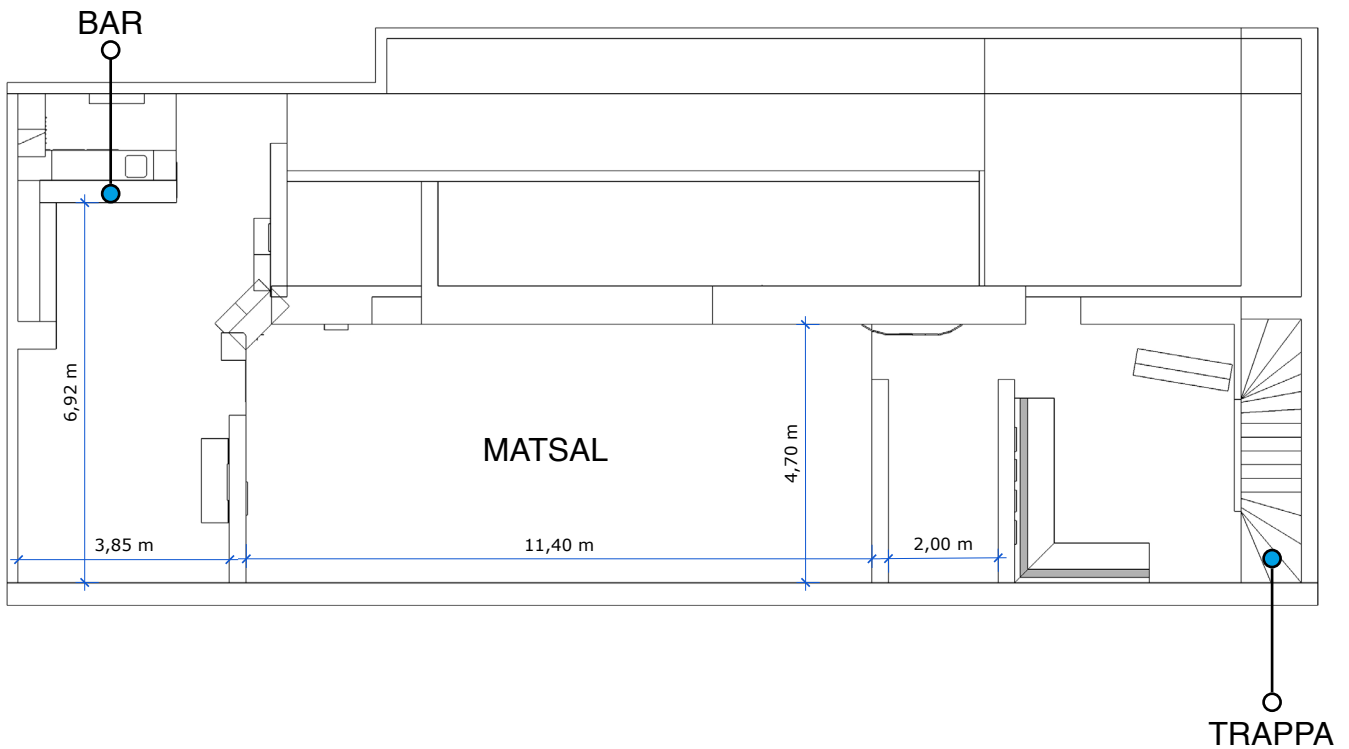 BAR
6,92 m
MATSAL
4,70 m
3,85 m
11,40 m
2,00 m
TRAPPA